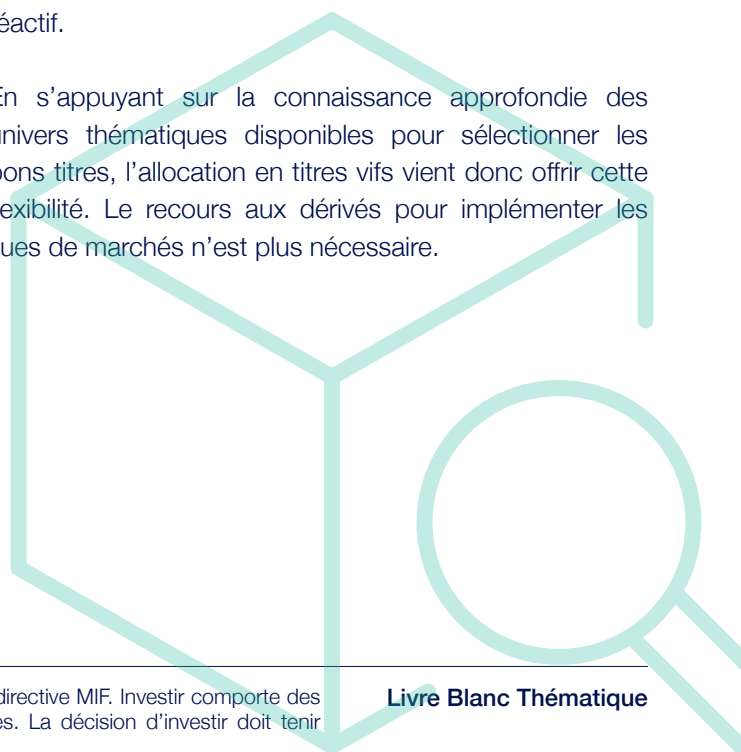 éactif.
En s’appuyant sur la connaissance approfondie des
univers thématiques disponibles pour sélectionner les
bons titres, l’allocation en titres vifs vient donc offrir cette
lexibilité. Le recours aux dérivés pour implémenter les
ues de marchés n’est plus nécessaire.
directive MIF. Investir comporte des
es. La décision d’investir doit tenir
Livre Blanc Thématique